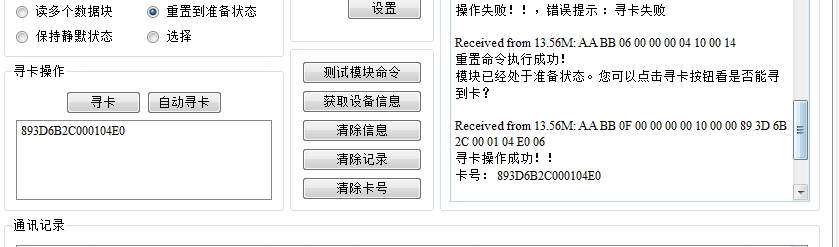 读多个数据块
重置到准备状态
保持静默状态
选择
寻卡操作
寻卡
自动寻卡
893D6B2C000104E0
设置
测试模块命令
获取设备信息
清除信息
清除记录
清除卡号
操作失败！！，错误提示：寻卡失败
Received from 13.56M: AA BB 06 00 00 00 04 10 00 14
重置命令执行成功！
模块已经处于准备状态。您可以点击寻卡按钮看是否能寻
到卡？
Received from 13.56M: AA BB 0F 00 00 00 00 10 00 00 89 3D 6B
2C 00 01 04 E0 06
寻卡操作成功！！
卡号： 893D6B2C000104E0
通讯记录